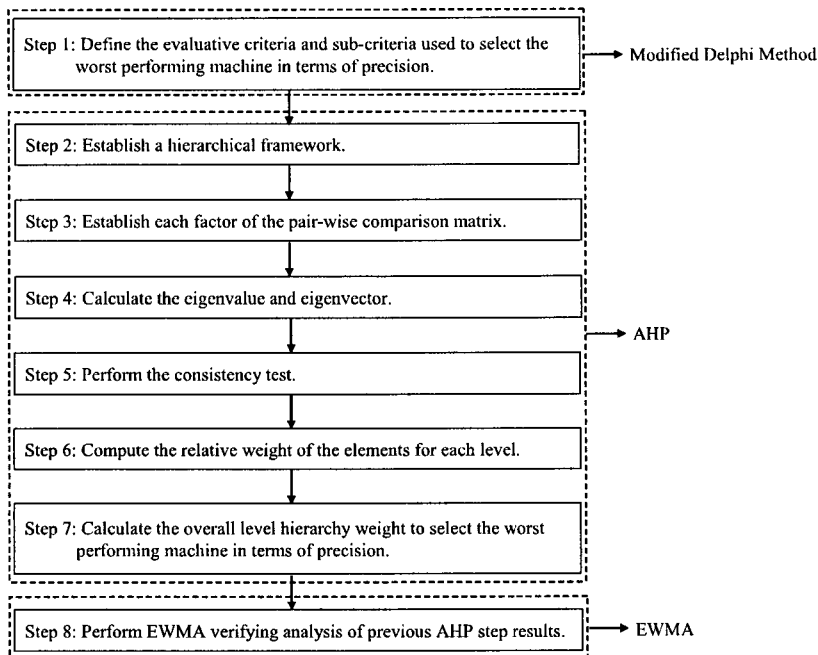 Step 1: Define the evaluative criteria and sub-criteria used to select the
worst performing machine in terms of precision.
Modified Delphi Method
Step 2: Establish a hierarchical framework.
Step 3: Establish each factor of the pair-wise comparison matrix.
Step 4: Calculate the eigenvalue and eigenvector.
AHP
Step 5: Perform the consistency test.
Step 6: Compute the relative weight of the elements for each level.
Step 7: Calculate the overall level hierarchy weight to select the worst
performing machine in terms of precision.
Step 8: Perform EWMA verifying analysis of previous AHP step results.
EWMA